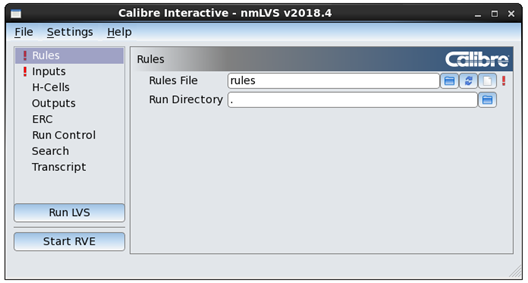 Calibre Interactive - nmLVS v2018.4
File Settings Help
! Rules
! Inputs
H-Cells
Outputs
ERC
Run Control
Search
Transcript
Run LVS
Start RVE
Rules
Calibre
Rules File rules !
Run Directory .